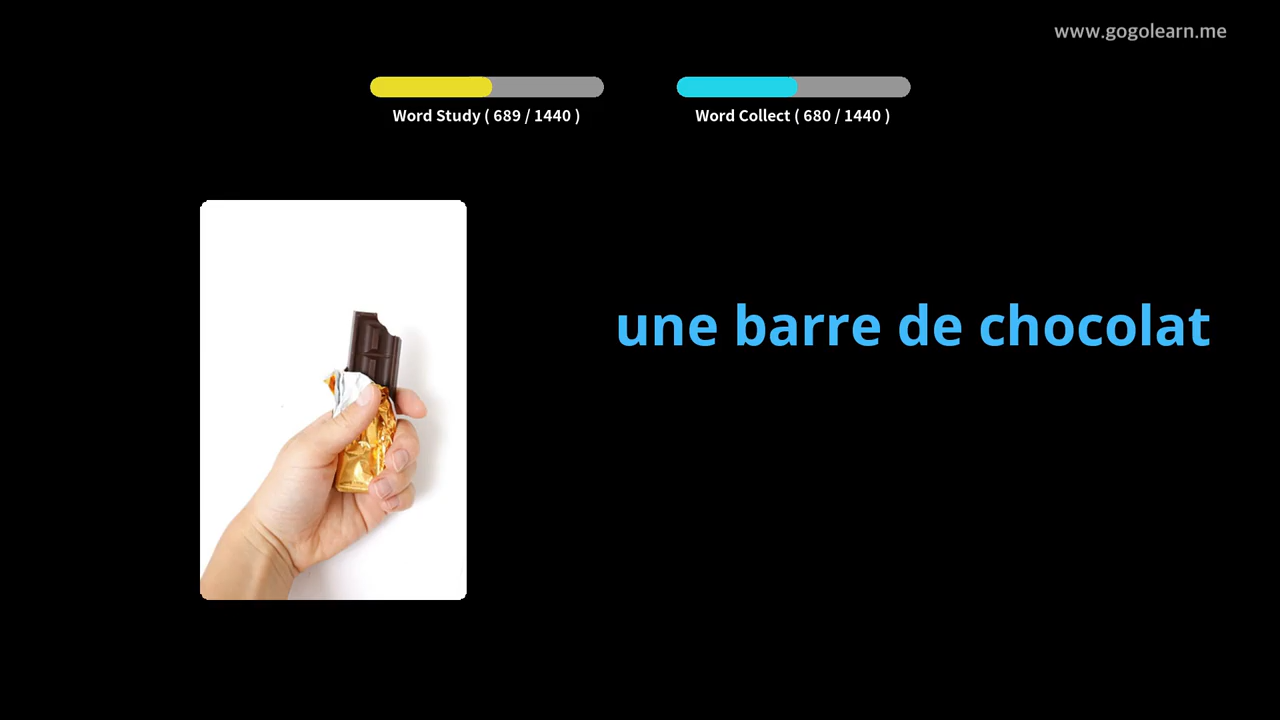 www.gogolearn.me
Word Study ( 689 / 1440 )
Word Collect ( 680 / 1440 )
une barre de chocolat